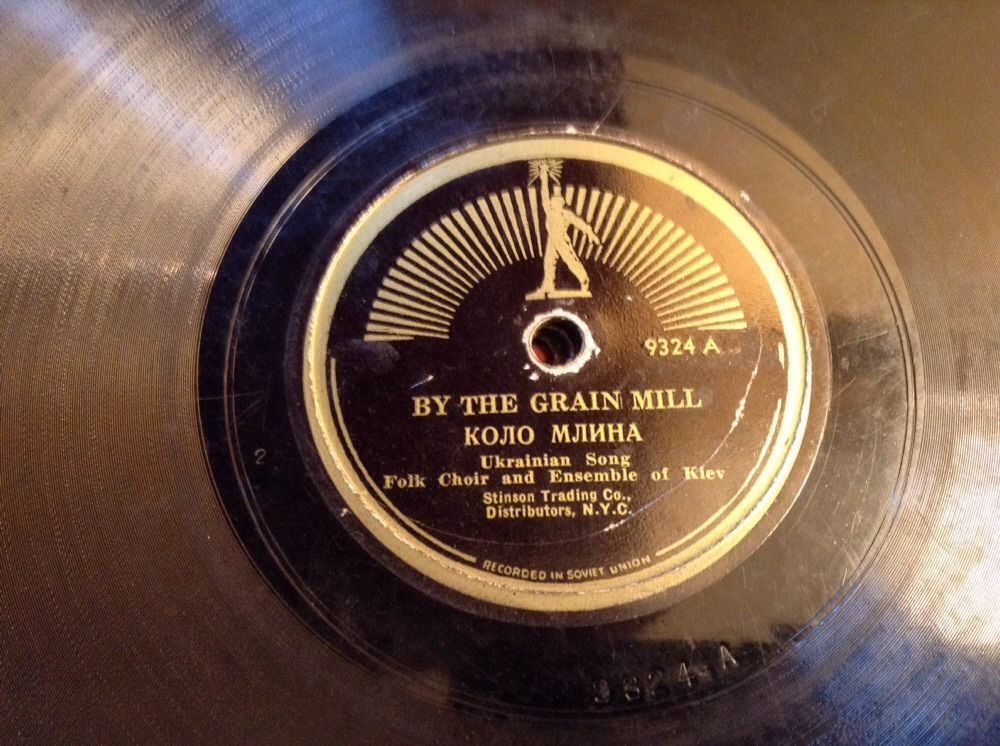 9324 A
BY THE GRAIN MILL
КОЛО МЛИНА
Ukrainian Song
Folk Choir and Ensemble of Kiev
Stinson Trading Co.,
Distributors, N.Y.C.
RECORDED IN SOVIET UNION
2
9324-A